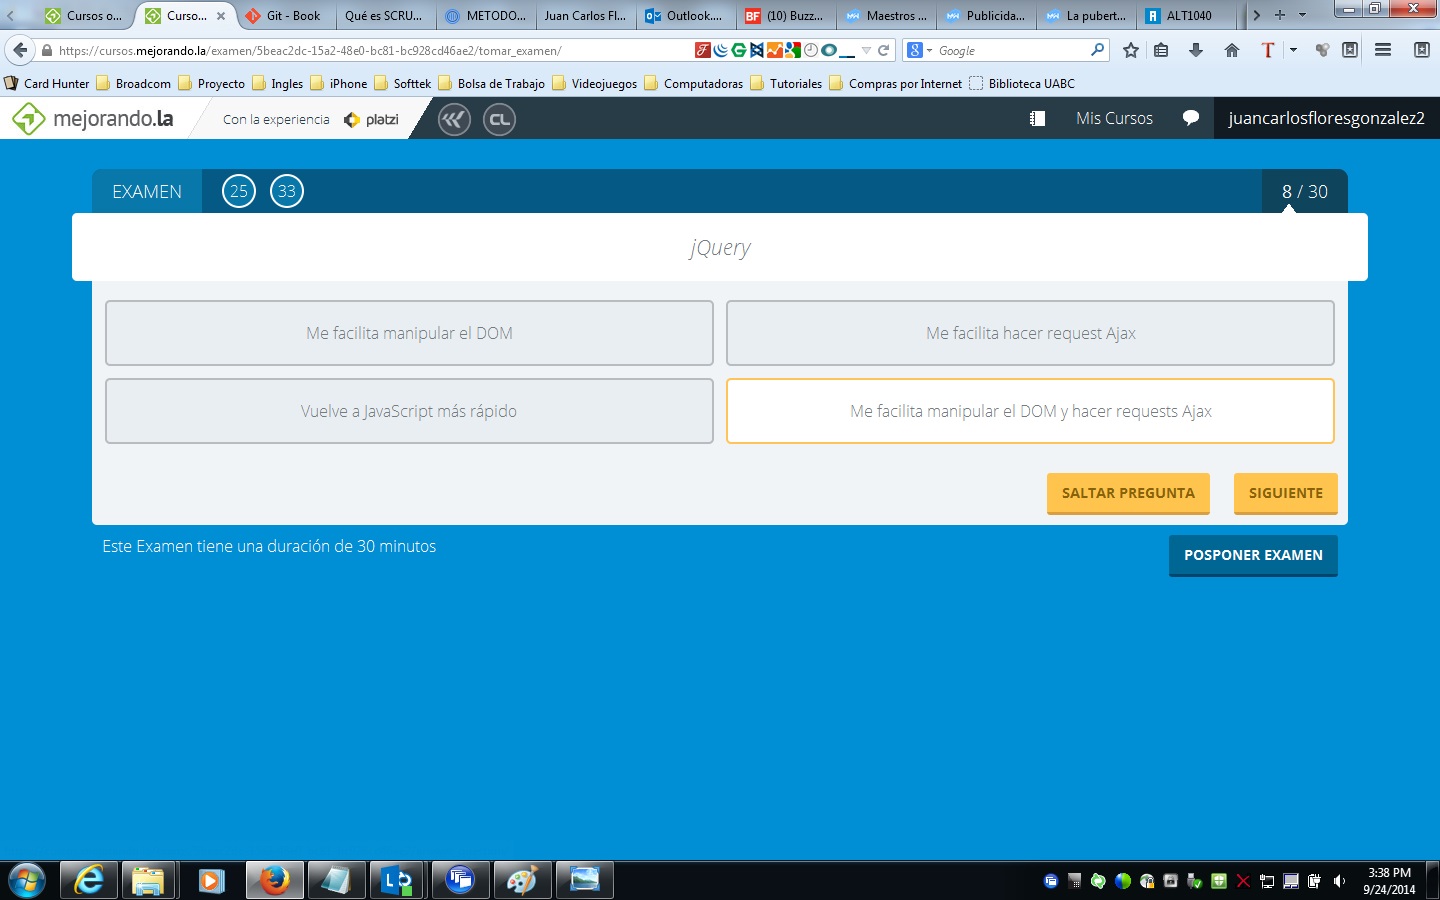 Cursos o...
Curso...
Git - Book
Qué es SCRU...
METODO...
Juan Carlos Fl...
Outlook....
BF (10) Buzz...
Maestros ...
Publicida...
La pubert...
ALT1040
https://cursos.mejorando.la/examen/5beac2dc-15a2-48e0-bc81-bc928cd46ae2/tomar_examen/
Google
Card Hunter
Broadcom
Proyecto
Ingles
iPhone
Softtek
Bolsa de Trabajo
Videojuegos
Computadoras
Tutoriales
Compras por Internet
Biblioteca UABC
mejorando.la
Con la experiencia
platzi
CL
Mis Cursos
juancarlosfloresgonzalez2
EXAMEN
25
33
8 / 30
jQuery
Me facilita manipular el DOM
Me facilita hacer request Ajax
Vuelve a JavaScript más rápido
Me facilita manipular el DOM y hacer requests Ajax
SALTAR PREGUNTA
SIGUIENTE
Este Examen tiene una duración de 30 minutos
POSPONER EXAMEN
3:38 PM
9/24/2014